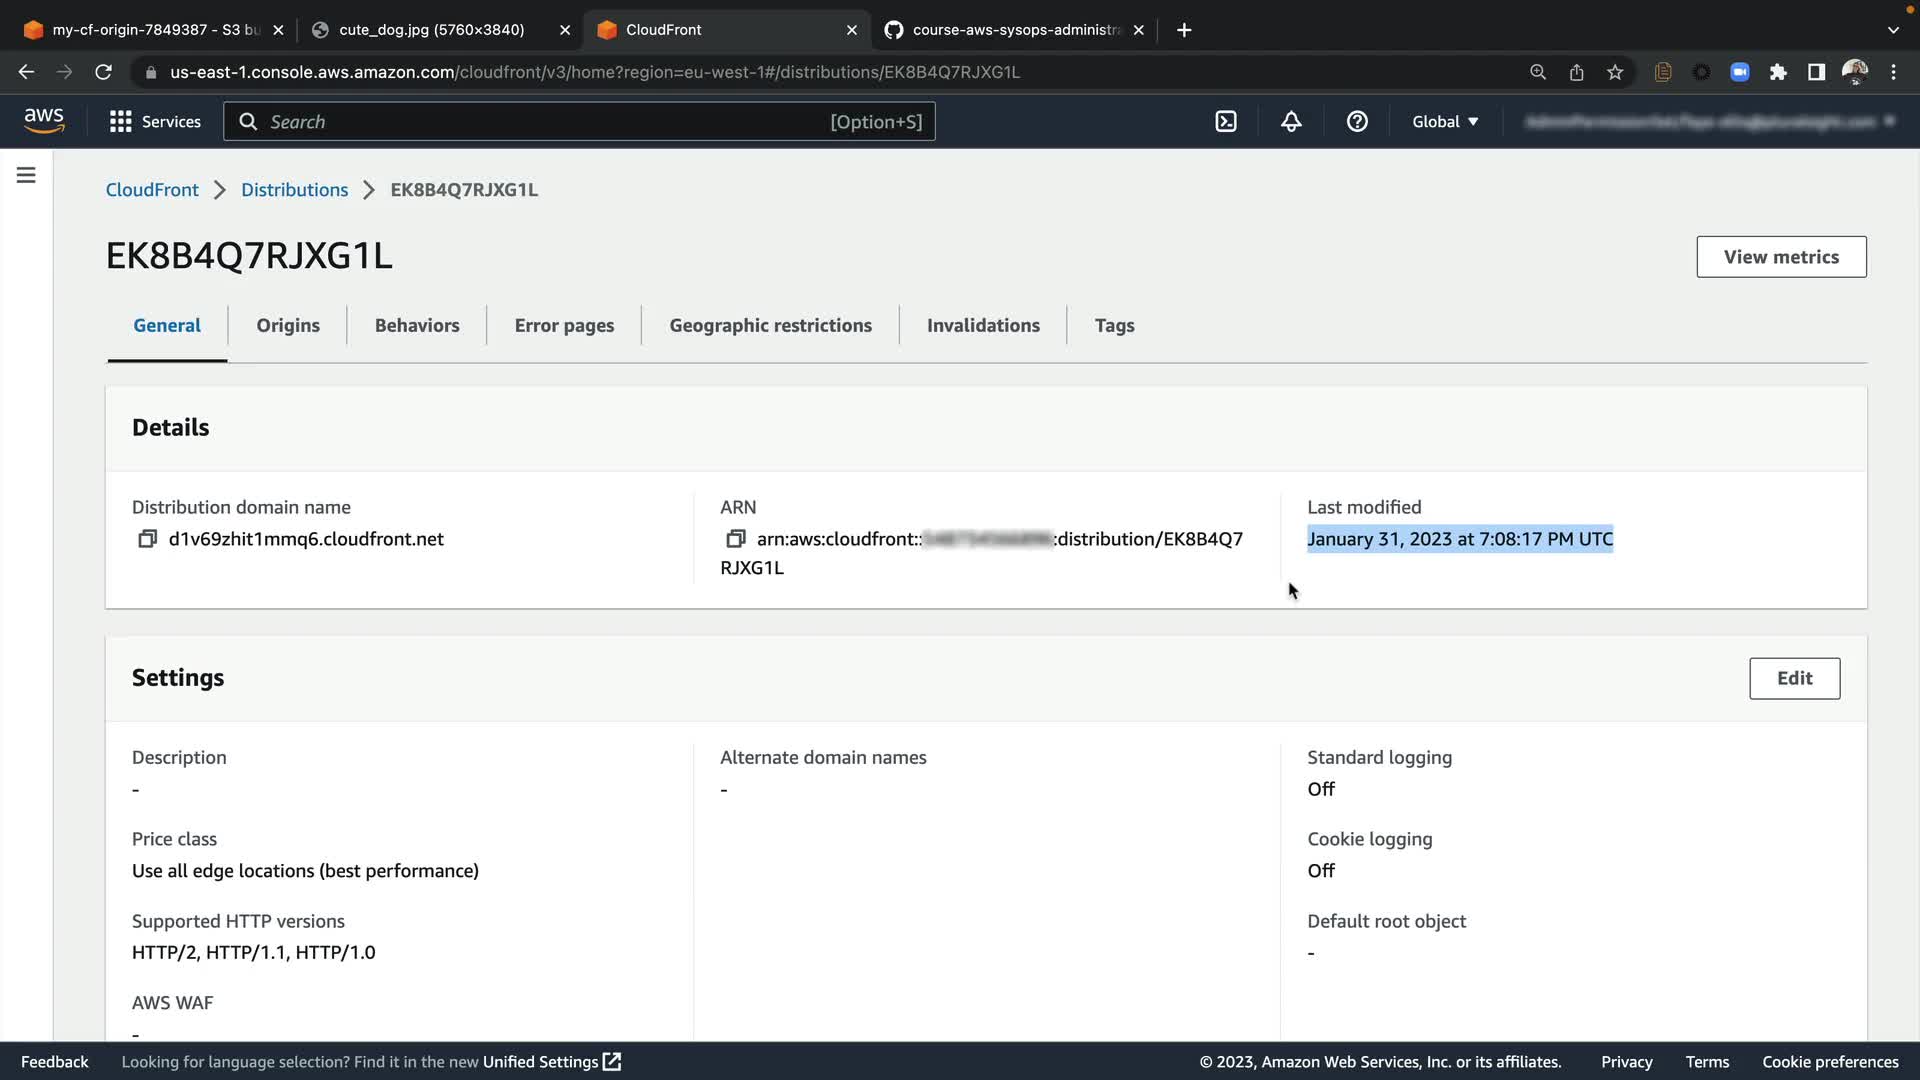 my-cf-origin-7849387 - S3 bu
cute_dog.jpg (5760×3840)
CloudFront
course-aws-sysops-administra
us-east-1.console.aws.amazon.com/cloudfront/v3/home?region=eu-west-1#/distributions/EK8B4Q7RJXG1L
aws
Services
Search
[Option+S]
Global
CloudFront
Distributions
EK8B4Q7RJXG1L
EK8B4Q7RJXG1L
View metrics
General
Origins
Behaviors
Error pages
Geographic restrictions
Invalidations
Tags
Details
Distribution domain name
d1v69zhit1mmq6.cloudfront.net
ARN
arn:aws:cloudfront:: :distribution/EK8B4Q7
RJXG1L
Last modified
January 31, 2023 at 7:08:17 PM UTC
Settings
Edit
Description
-
Price class
Use all edge locations (best performance)
Supported HTTP versions
HTTP/2, HTTP/1.1, HTTP/1.0
AWS WAF
-
Alternate domain names
-
Standard logging
Off
Cookie logging
Off
Default root object
-
Feedback
Looking for language selection? Find it in the new Unified Settings
© 2023, Amazon Web Services, Inc. or its affiliates.
Privacy
Terms
Cookie preferences